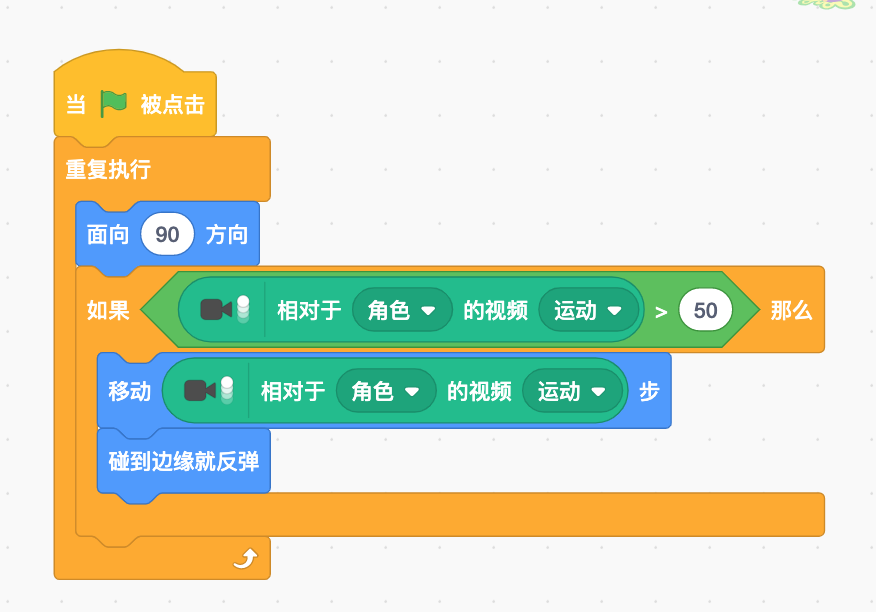 当 被点击
重复执行
面向 90 方向
如果 相对于 角色 的视频 运动 > 50 那么
移动 相对于 角色 的视频 运动 步
碰到边缘就反弹